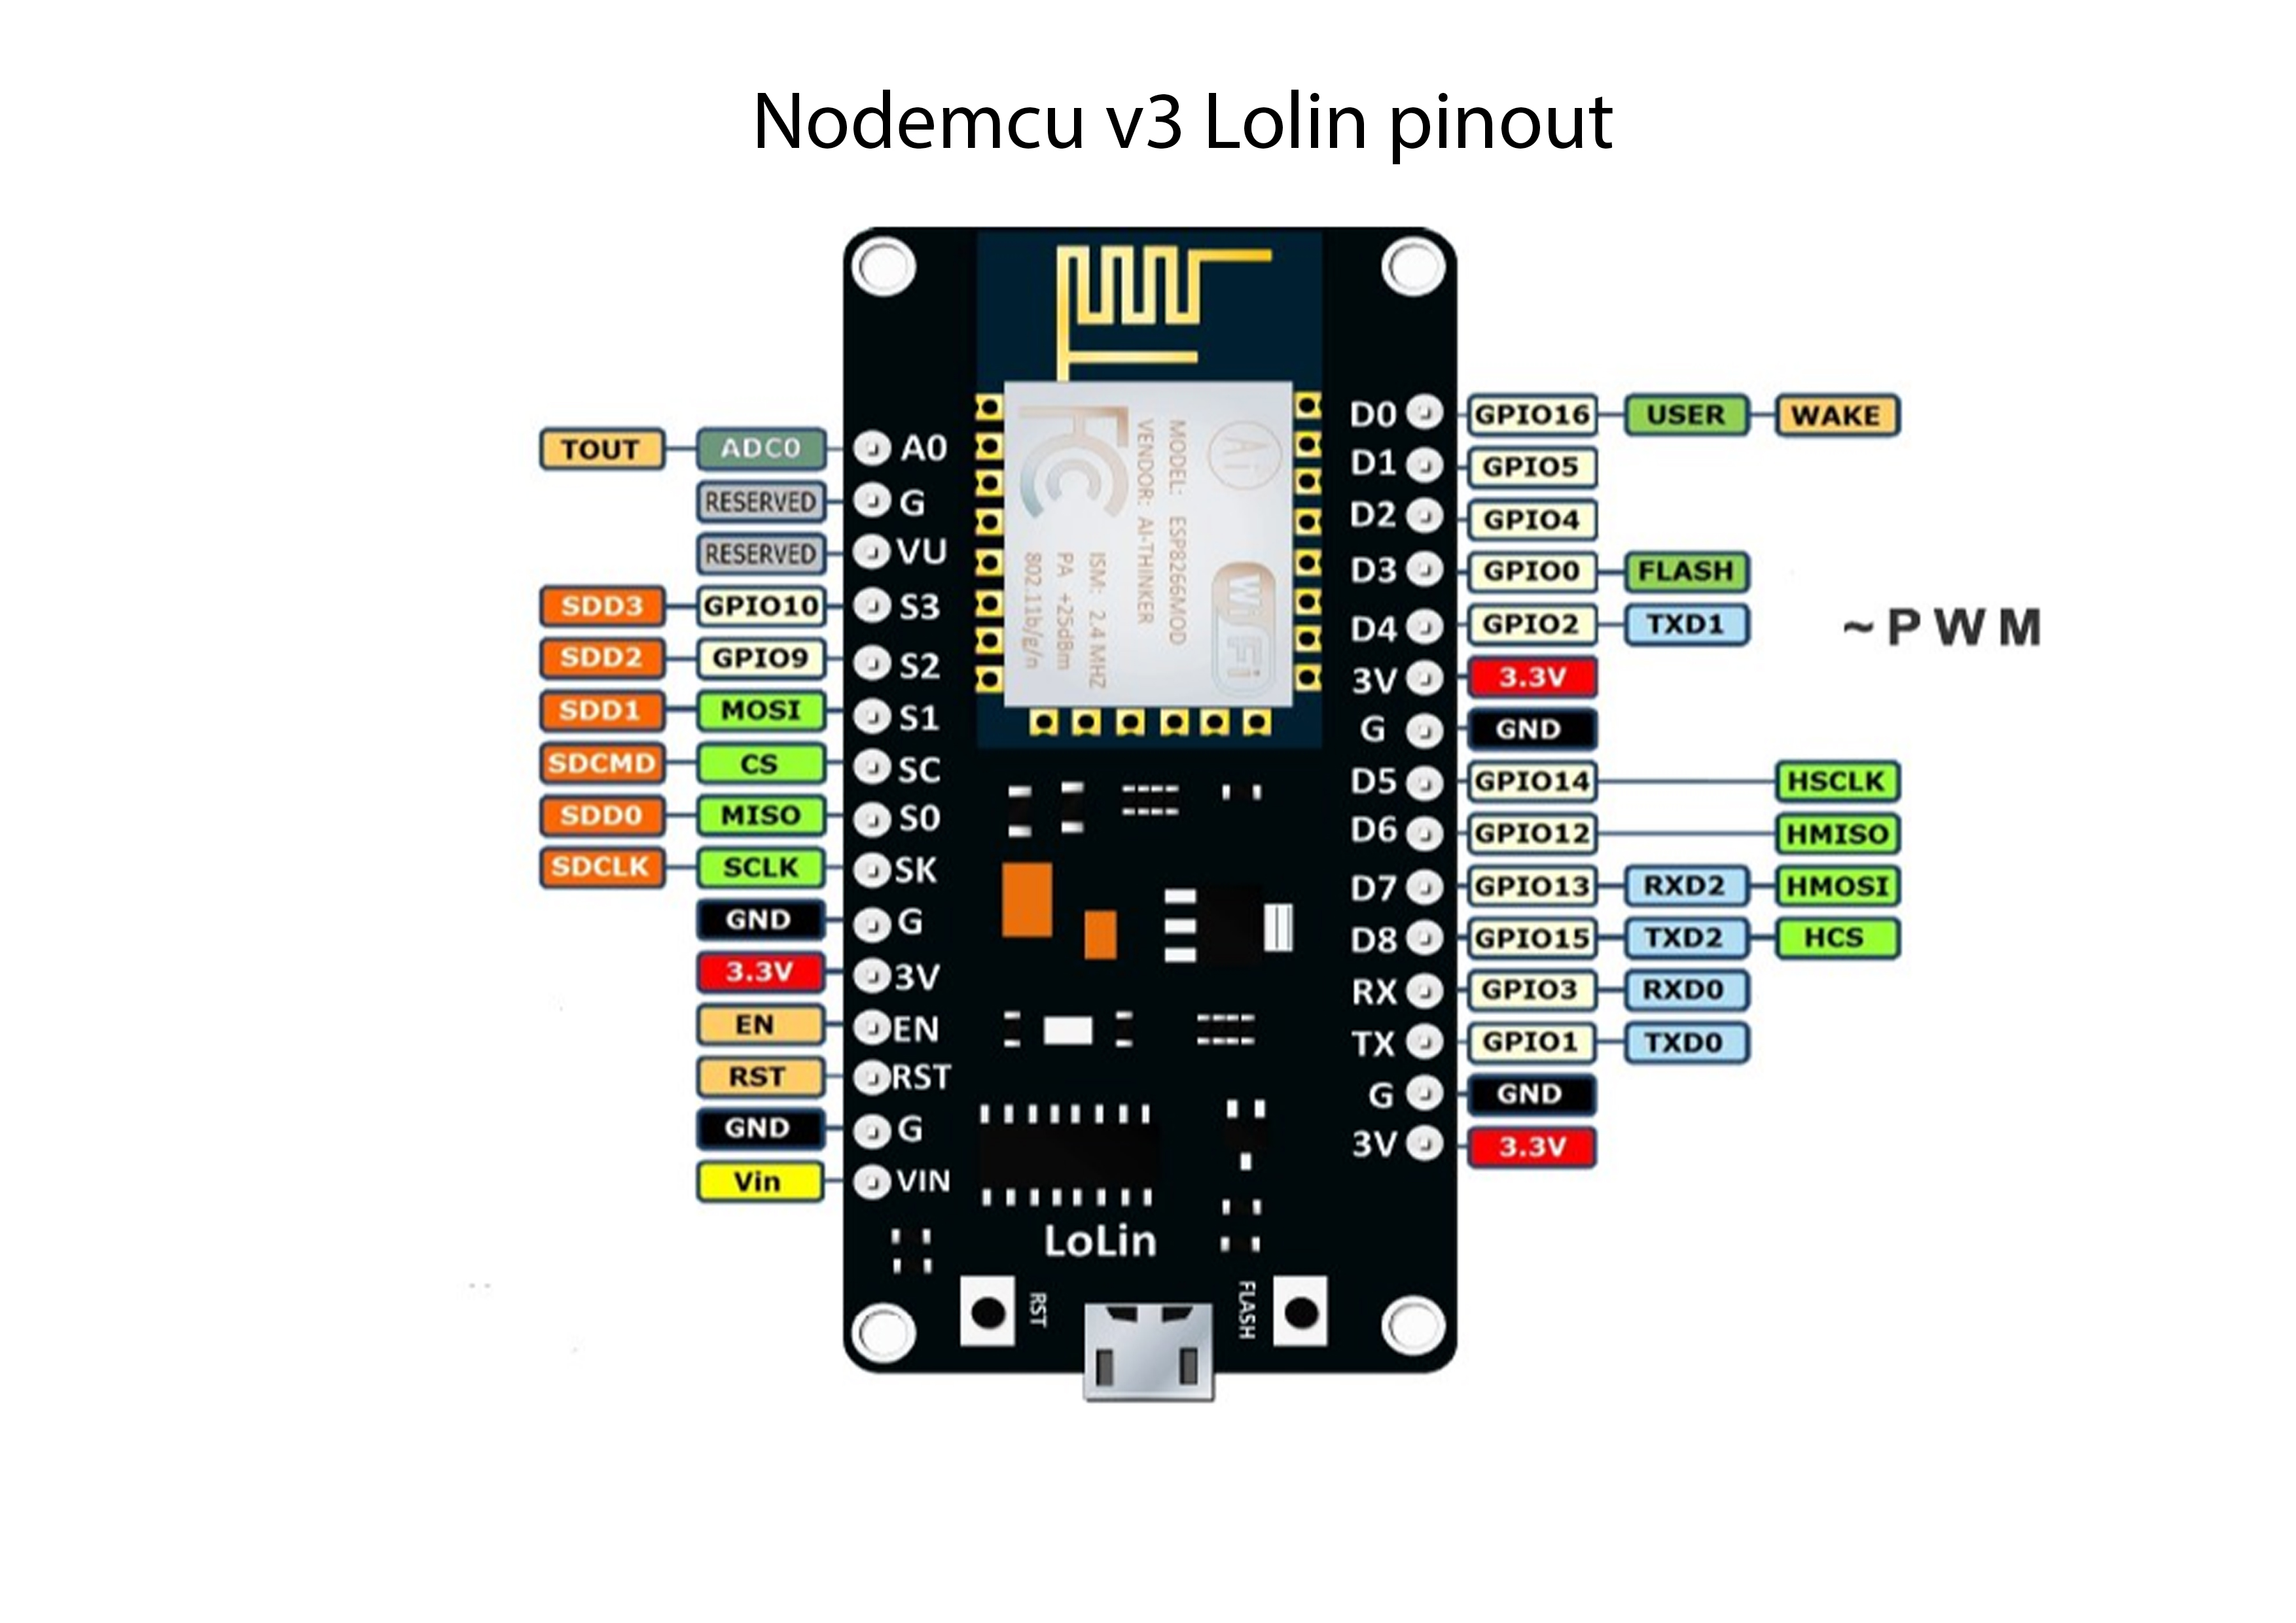 Nodemcu v3 Lolin pinout
TOUT ADC0 A0
RESERVED G
RESERVED VU
SDD3 GPIO10 S3
SDD2 GPIO9 S2
SDD1 MOSI S1
SDCMD CS SC
SDD0 MISO S0
SDCLK SCLK SK
GND G
3.3V 3V
EN EN
RST RST
GND G
Vin VIN
FCC
Ai
MODEL: ESP8266MOD
VENDOR: AI-THINKER
ISM: 2.4 MHZ
PA +25dBm
802.11b/g/n
Wi Fi
D0 GPIO16 USER WAKE
D1 GPIO5
D2 GPIO4
D3 GPIO0 FLASH
D4 GPIO2 TXD1
3V 3.3V
G GND
D5 GPIO14 HSCLK
D6 GPIO12 HMISO
D7 GPIO13 RXD2 HMOSI
D8 GPIO15 TXD2 HCS
RX GPIO3 RXD0
TX GPIO1 TXD0
G GND
3V 3.3V
~PWM
LoLin
RST
FLASH